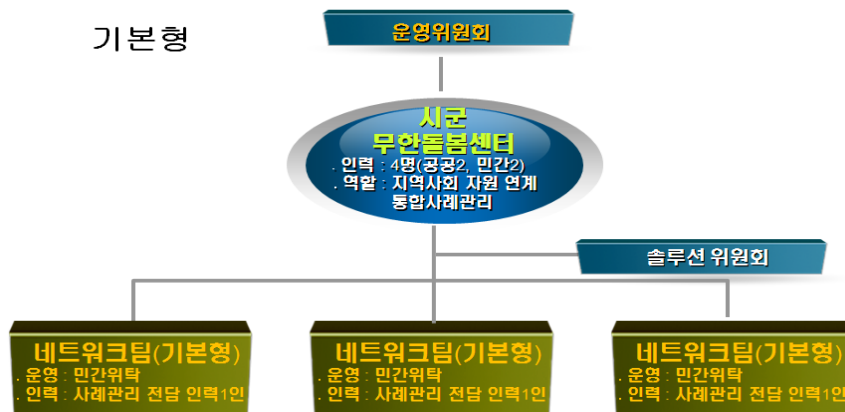 기본형
운영위원회
시군
무한돌봄센터
. 인력 : 4명(공공2, 민간2)
. 역할 : 지역사회 자원 연계
통합사례관리
솔루션 위원회
네트워크팀(기본형)
. 운영 : 민간위탁
. 인력 : 사례관리 전담 인력1인
네트워크팀(기본형)
. 운영 : 민간위탁
. 인력 : 사례관리 전담 인력1인
네트워크팀(기본형)
. 운영 : 민간위탁
. 인력 : 사례관리 전담 인력1인